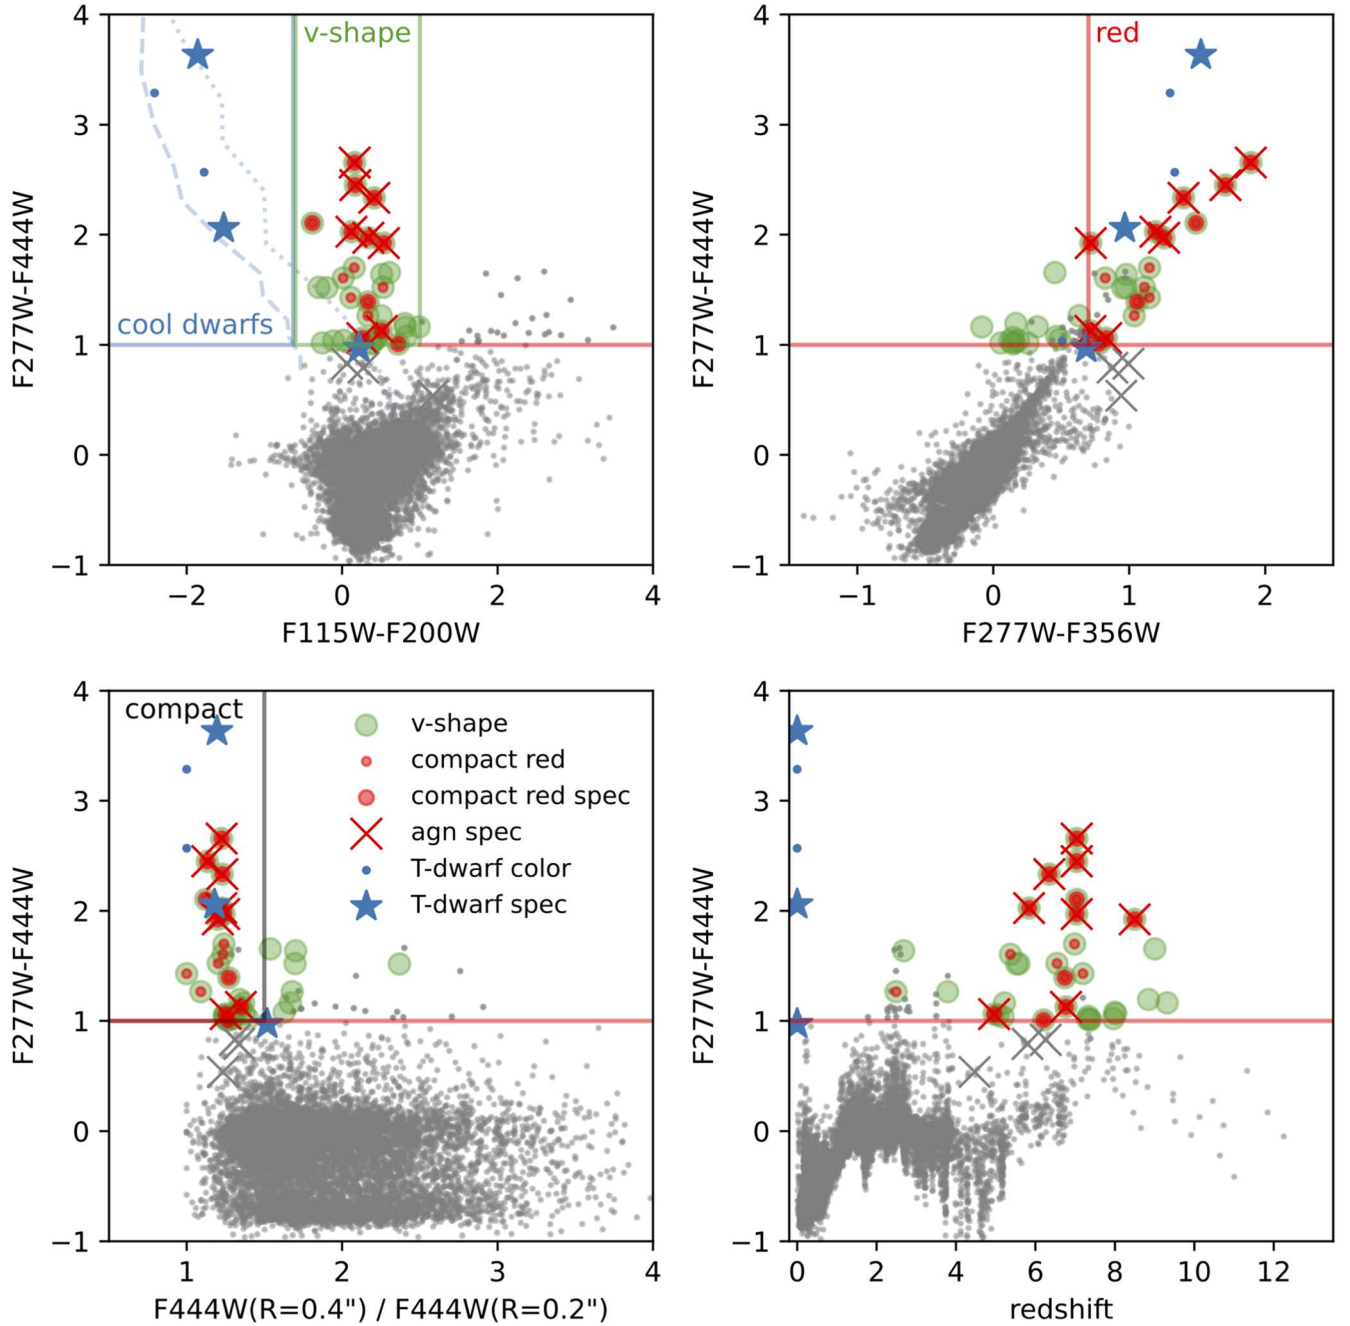 4
3
2
1
0
−1
−2
0
2
4
F277W-F444W
F115W-F200W
v-shape
cool dwarfs
4
3
2
1
0
−1
−1
0
1
2
F277W-F444W
F277W-F356W
red
4
3
2
1
0
−1
1
2
3
4
F277W-F444W
F444W(R=0.4") / F444W(R=0.2")
compact
v-shape
compact red
compact red spec
agn spec
T-dwarf color
T-dwarf spec
4
3
2
1
0
−1
0
2
4
6
8
10
12
F277W-F444W
redshift